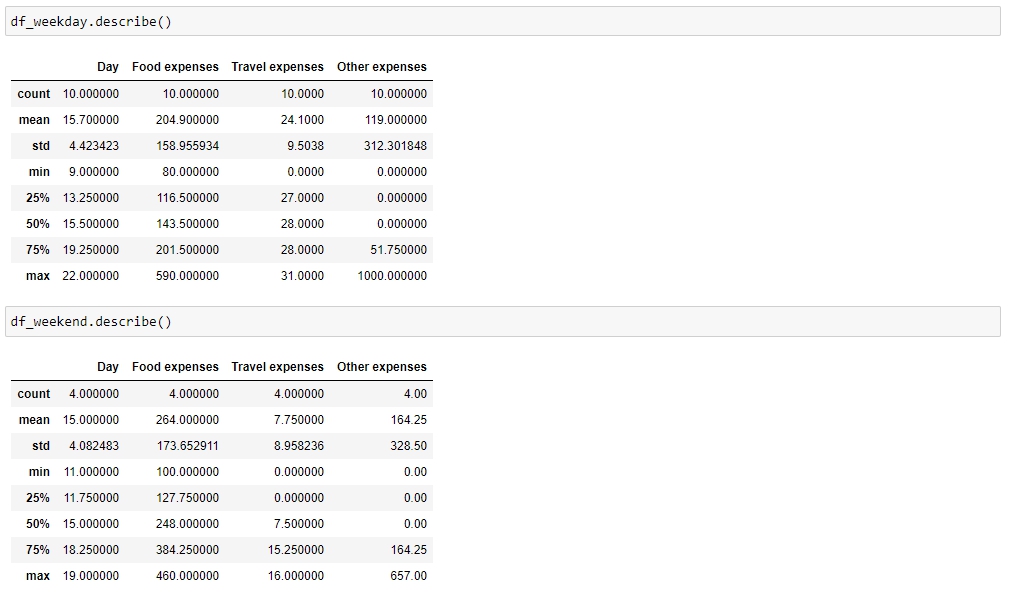 df_weekday.describe()
Day Food expenses Travel expenses Other expenses
count 10.000000 10.000000 10.0000 10.000000
mean 15.700000 204.900000 24.1000 119.000000
std 4.423423 158.955934 9.5038 312.301848
min 9.000000 80.000000 0.0000 0.000000
25% 13.250000 116.500000 27.0000 0.000000
50% 15.500000 143.500000 28.0000 0.000000
75% 19.250000 201.500000 28.0000 51.750000
max 22.000000 590.000000 31.0000 1000.000000
df_weekend.describe()
Day Food expenses Travel expenses Other expenses
count 4.000000 4.000000 4.000000 4.00
mean 15.000000 264.000000 7.750000 164.25
std 4.082483 173.652911 8.958236 328.50
min 11.000000 100.000000 0.000000 0.00
25% 11.750000 127.750000 0.000000 0.00
50% 15.000000 248.000000 7.500000 0.00
75% 18.250000 384.250000 15.250000 164.25
max 19.000000 460.000000 16.000000 657.00